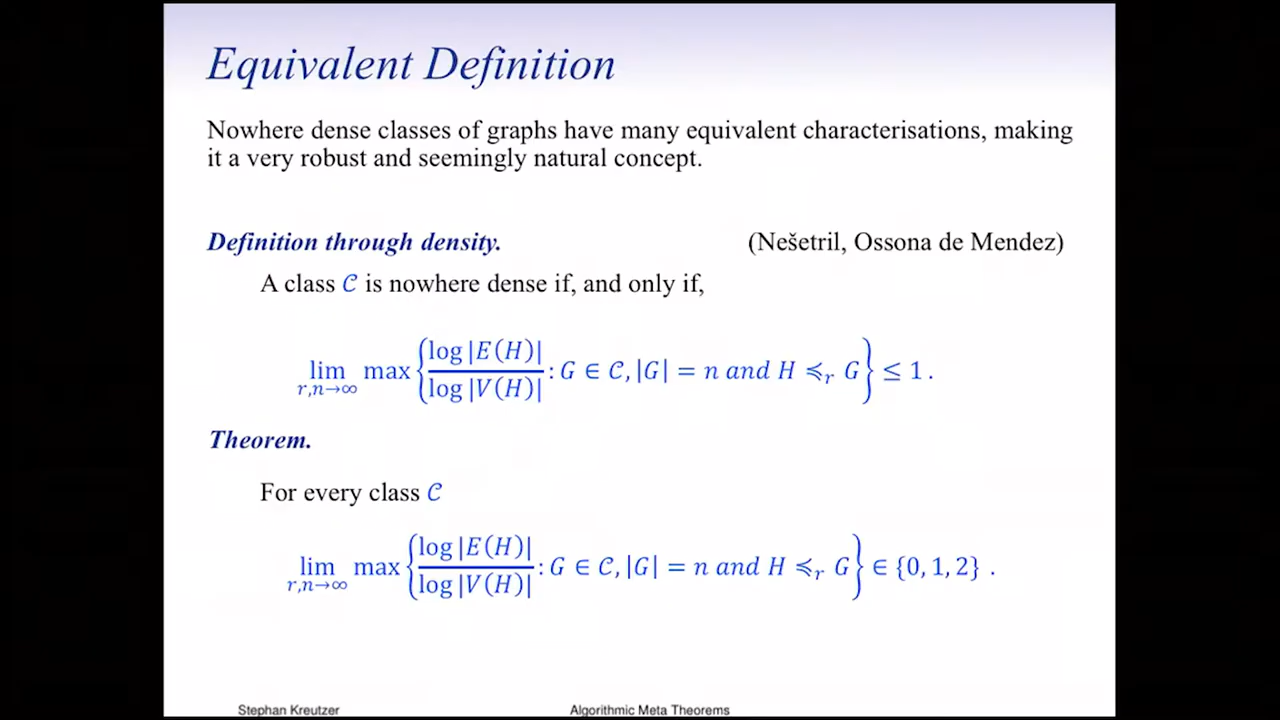 Equivalent Definition
Nowhere dense classes of graphs have many equivalent characterisations, making
it a very robust and seemingly natural concept.
Definition through density. (Nešetril, Ossona de Mendez)
A class 𝒞 is nowhere dense if, and only if,
lim_{r,n→∞} max { log |E(H)| / log |V(H)| : G ∈ 𝒞, |G| = n and H ≼_r G } ≤ 1 .
Theorem.
For every class 𝒞
lim_{r,n→∞} max { log |E(H)| / log |V(H)| : G ∈ 𝒞, |G| = n and H ≼_r G } ∈ {0, 1, 2} .
Stephan Kreutzer Algorithmic Meta Theorems